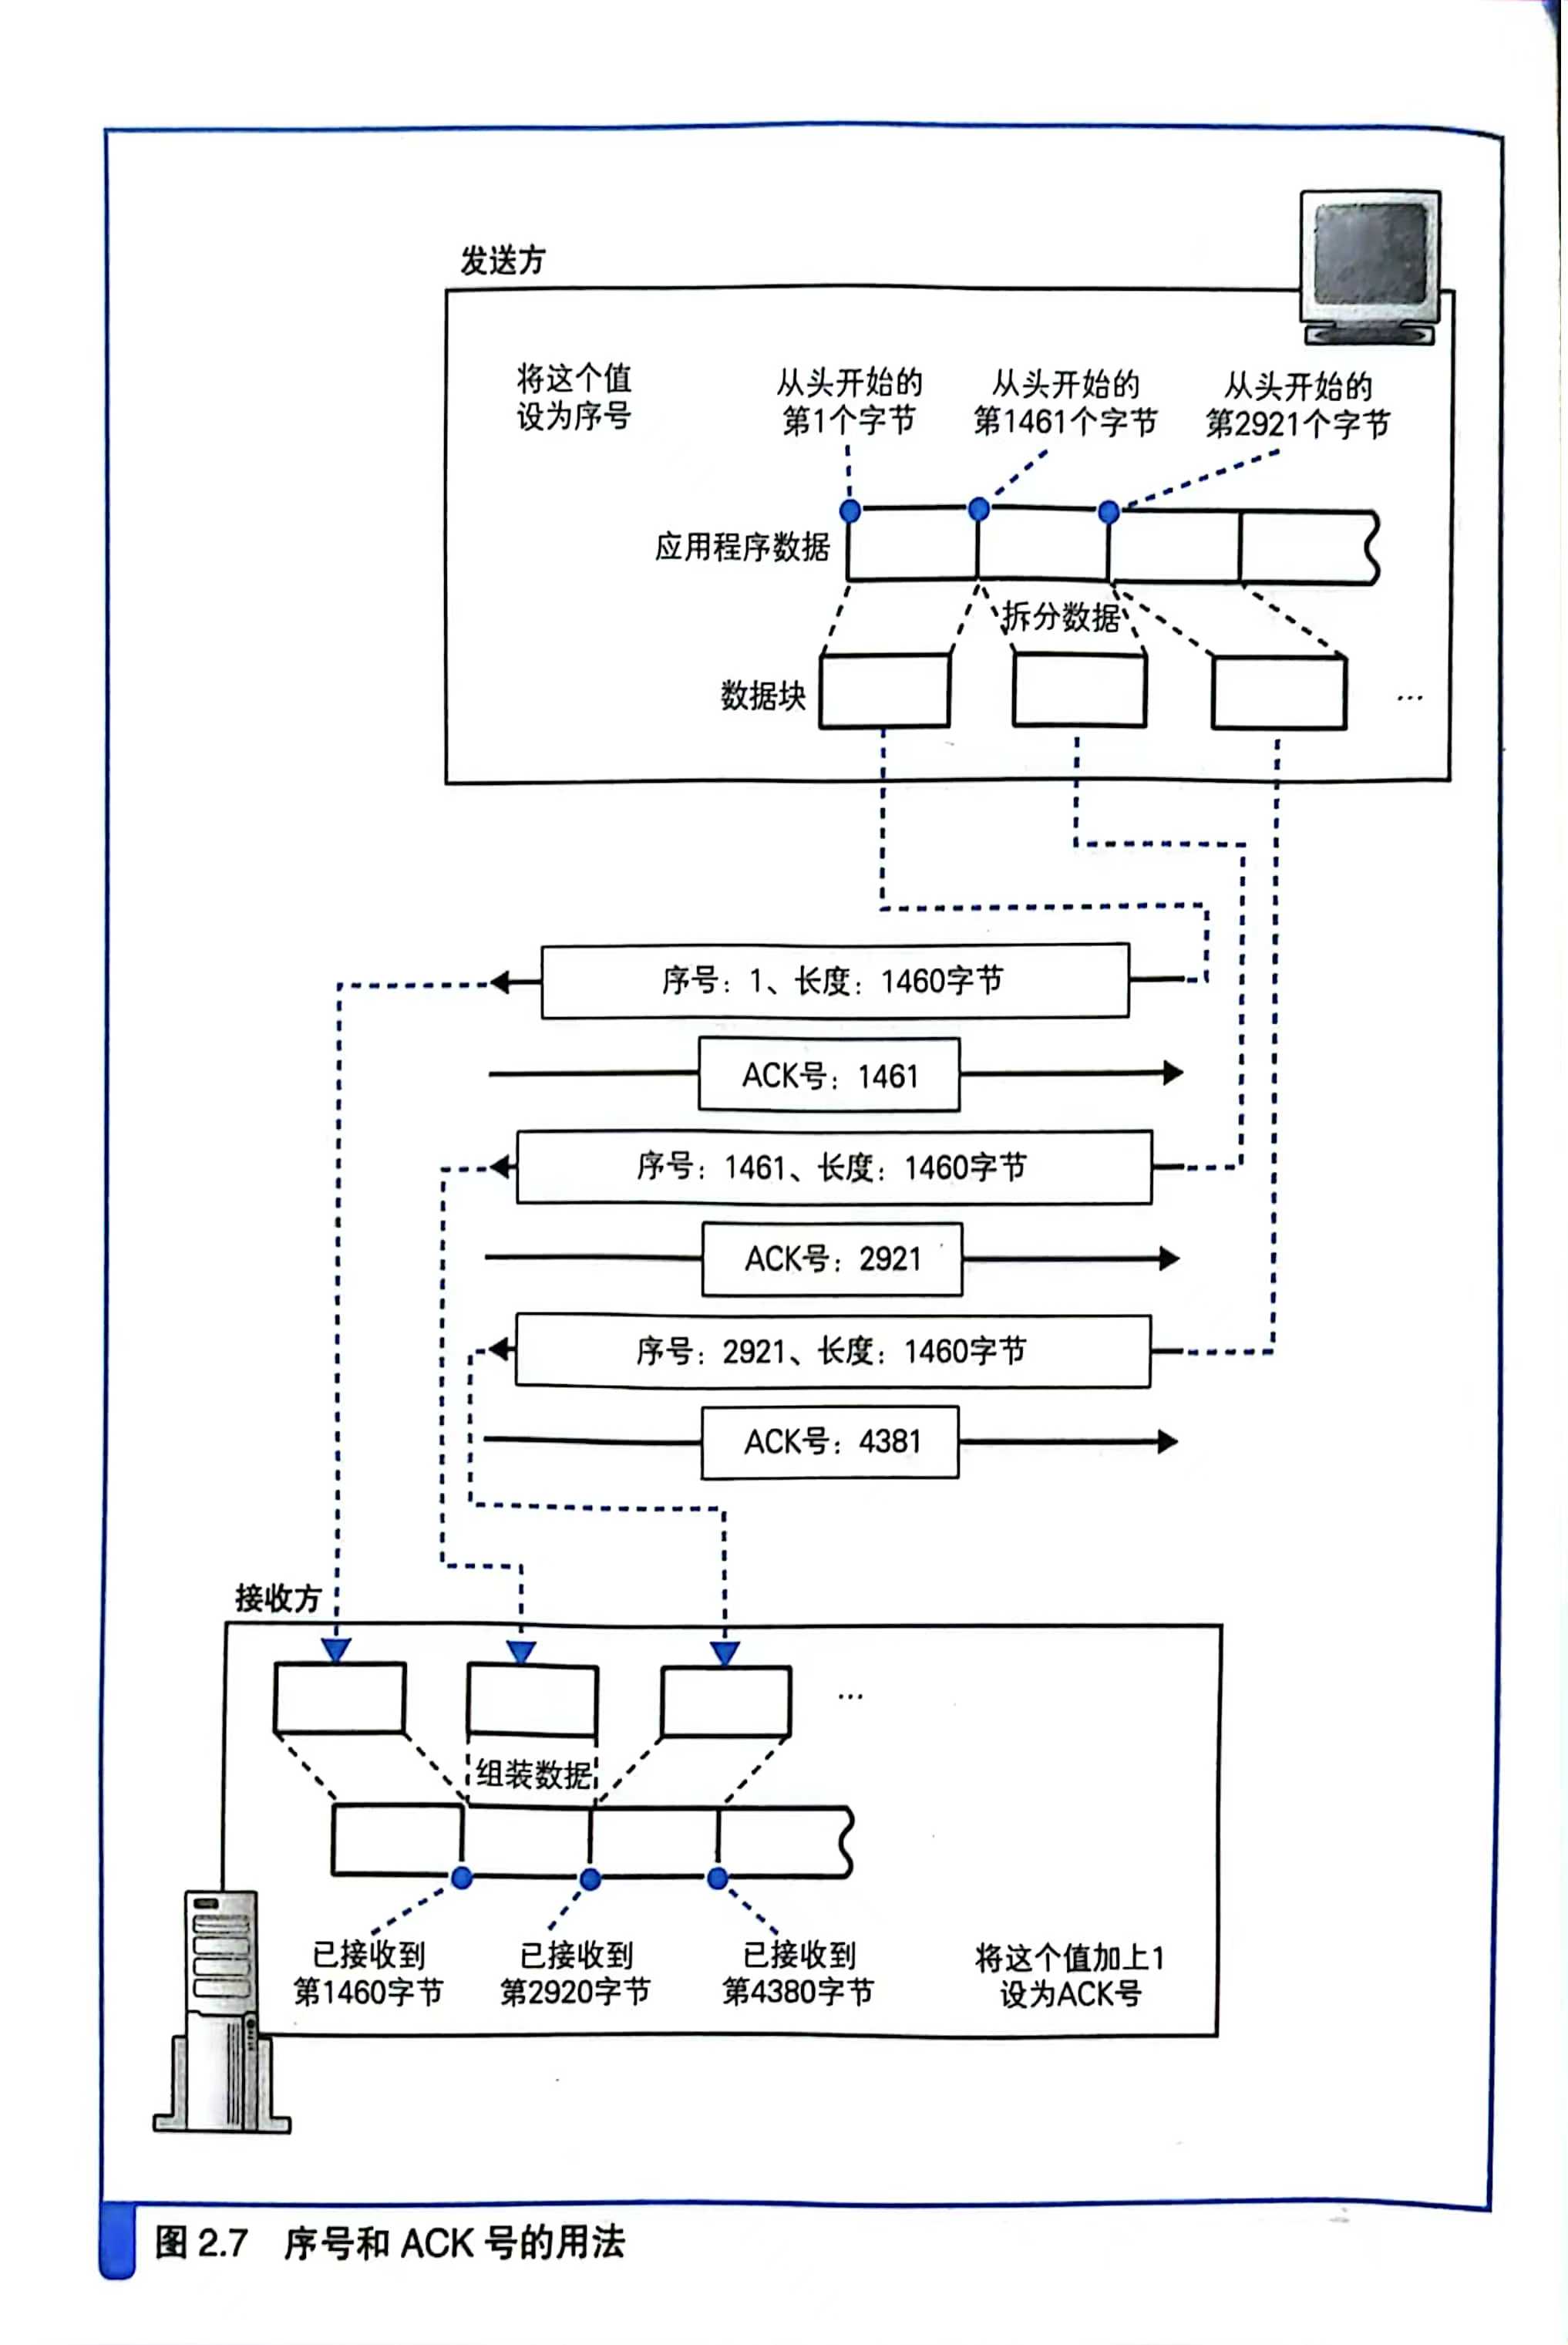 发送方
将这个值
设为序号
从头开始的
第1个字节
从头开始的
第1461个字节
从头开始的
第2921个字节
应用程序数据
拆分数据
数据块
...
序号：1、长度：1460字节
ACK号：1461
序号：1461、长度：1460字节
ACK号：2921
序号：2921、长度：1460字节
ACK号：4381
接收方
...
组装数据
已接收到
第1460字节
已接收到
第2920字节
已接收到
第4380字节
将这个值加上1
设为ACK号
图 2.7 序号和 ACK 号的用法